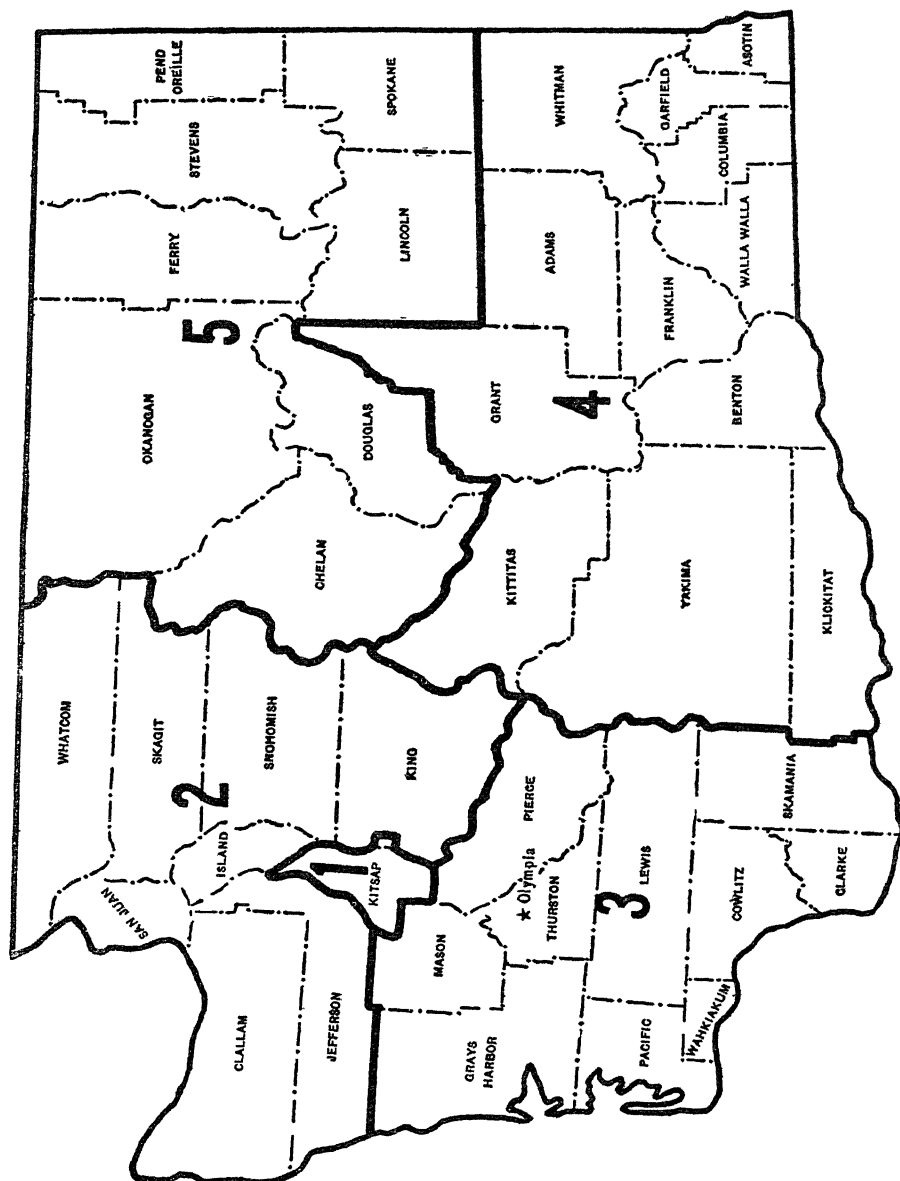 WHATCOM
SAN JUAN
SKAGIT
ISLAND
2
SNOHOMISH
CLALLAM
JEFFERSON
1
KITSAP
KING
OKANOGAN
CHELAN
DOUGLAS
5
FERRY
STEVENS
PEND
OREILLE
LINCOLN
SPOKANE
GRAYS
HARBOR
MASON
★ Olympia
THURSTON
PIERCE
3
LEWIS
PACIFIC
WAHKIAKUM
COWLITZ
CLARKE
SKAMANIA
KITTITAS
GRANT
4
YAKIMA
KLICKITAT
BENTON
ADAMS
FRANKLIN
WALLA WALLA
WHITMAN
COLUMBIA
GARFIELD
ASOTIN